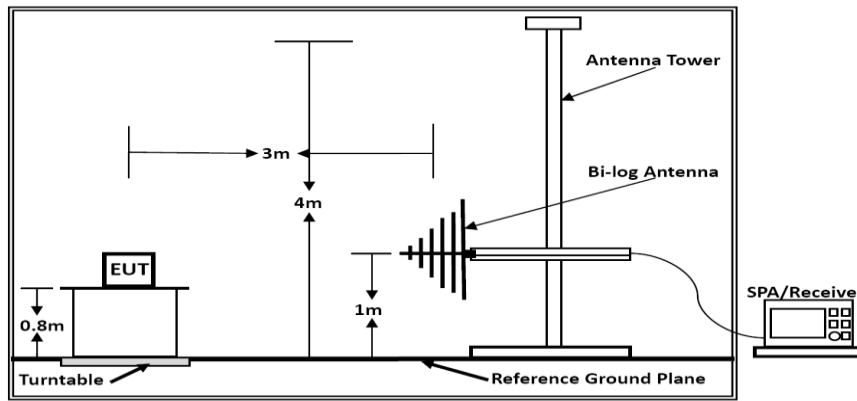 Antenna Tower
3m
Bi-log Antenna
4m
EUT
0.8m
1m
SPA/Receive
Turntable
Reference Ground Plane